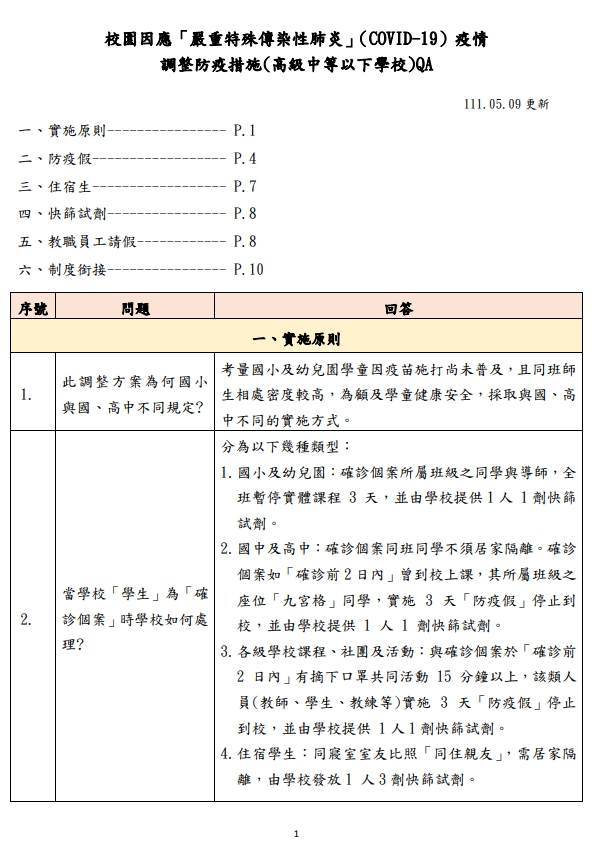 校園因應「嚴重特殊傳染性肺炎」(COVID-19) 疫情
調整防疫措施(高級中等以下學校)QA
111.05.09更新
一、實施原則---------------- P.1
二、防疫假------------------ P.4
三、住宿生------------------ P.7
四、快篩試劑---------------- P.8
五、教職員工請假------------ P.8
六、制度銜接---------------- P.10
序號 問題 回答
一、實施原則
1.
此調整方案為何國小
與國、高中不同規定?
考量國小及幼兒園學童因疫苗施打尚未普及，且同班師
生相處密度較高，為顧及學童健康安全，採取與國、高
中不同的實施方式。
2.
當學校「學生」為「確
診個案」時學校如何處
理?
分為以下幾種類型：
1.國小及幼兒園：確診個案所屬班級之同學與導師，全
班暫停實體課程 3 天，並由學校提供1人 1劑快篩
試劑。
2.國中及高中：確診個案同班同學不須居家隔離。確診
個案如「確診前2日內」曾到校上課，其所屬班級之
座位「九宮格」同學，實施 3 天「防疫假」停止到
校，並由學校提供 1 人 1 劑快篩試劑。
3.各級學校課程、社團及活動：與確診個案於「確診前
2 日內」有摘下口罩共同活動 15 分鐘以上，該類人
員(教師、學生、教練等)實施 3 天「防疫假」停止
到校，並由學校提供 1人1劑快篩試劑。
4.住宿學生：同寢室室友比照「同住親友」，需居家隔
離，由學校發放1 人3劑快篩試劑。
1